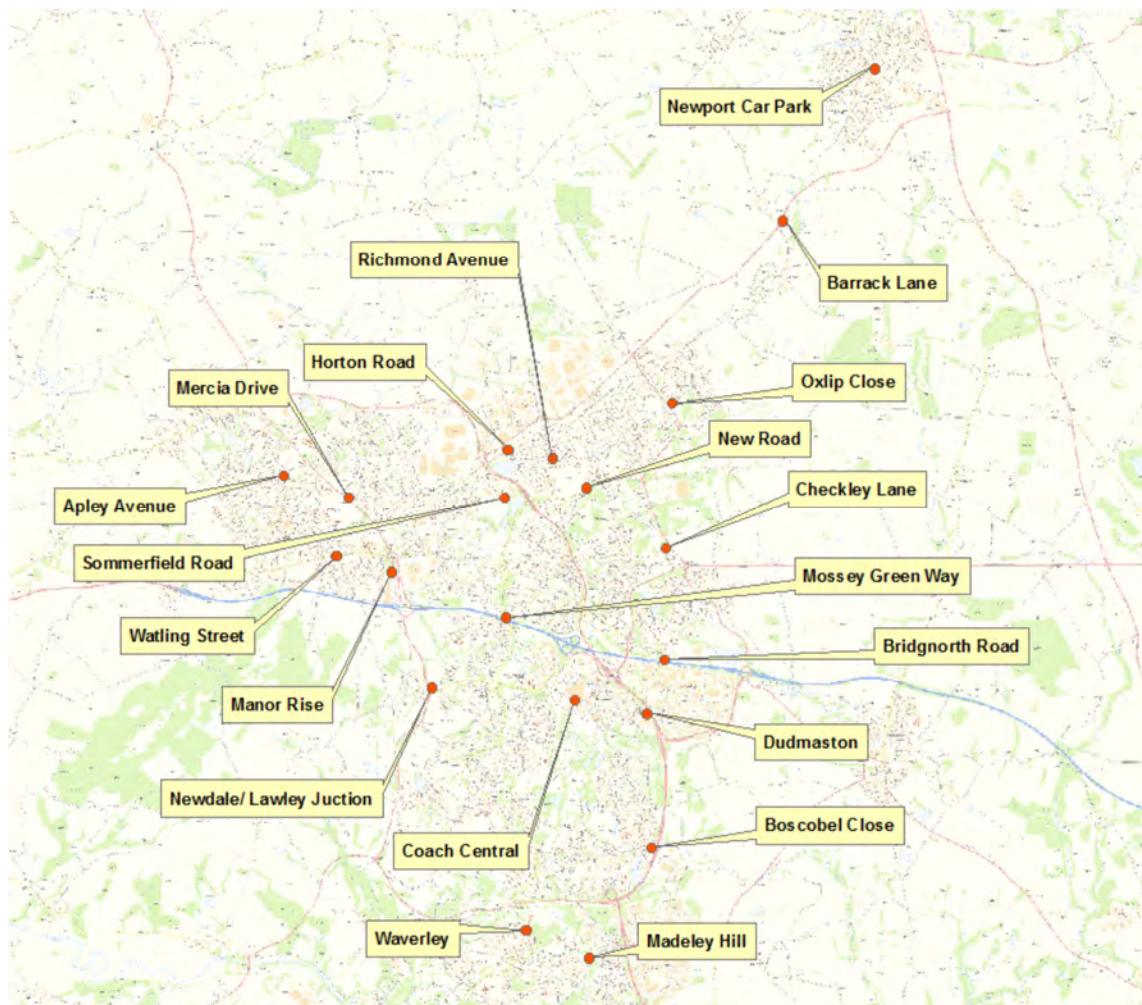 Newport Car Park
Richmond Avenue
Barrack Lane
Horton Road
Mercia Drive
Oxlip Close
New Road
Apley Avenue
Checkley Lane
Sommerfield Road
Mossey Green Way
Watling Street
Bridgnorth Road
Manor Rise
Dudmaston
Newdale/ Lawley Juction
Boscobel Close
Coach Central
Waverley
Madeley Hill